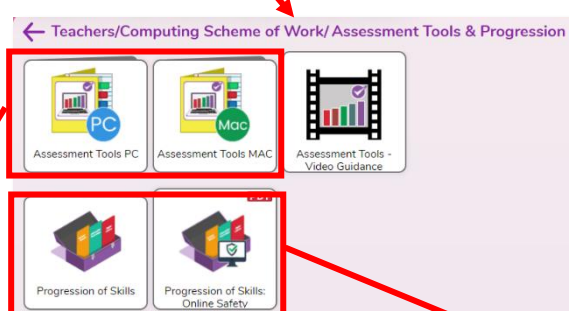 Teachers/Computing Scheme of Work/ Assessment Tools & Progression
PC
Mac
Assessment Tools PC
Assessment Tools MAC
Assessment Tools -
Video Guidance
PDF
Progression of Skills
Progression of Skills:
Online Safety